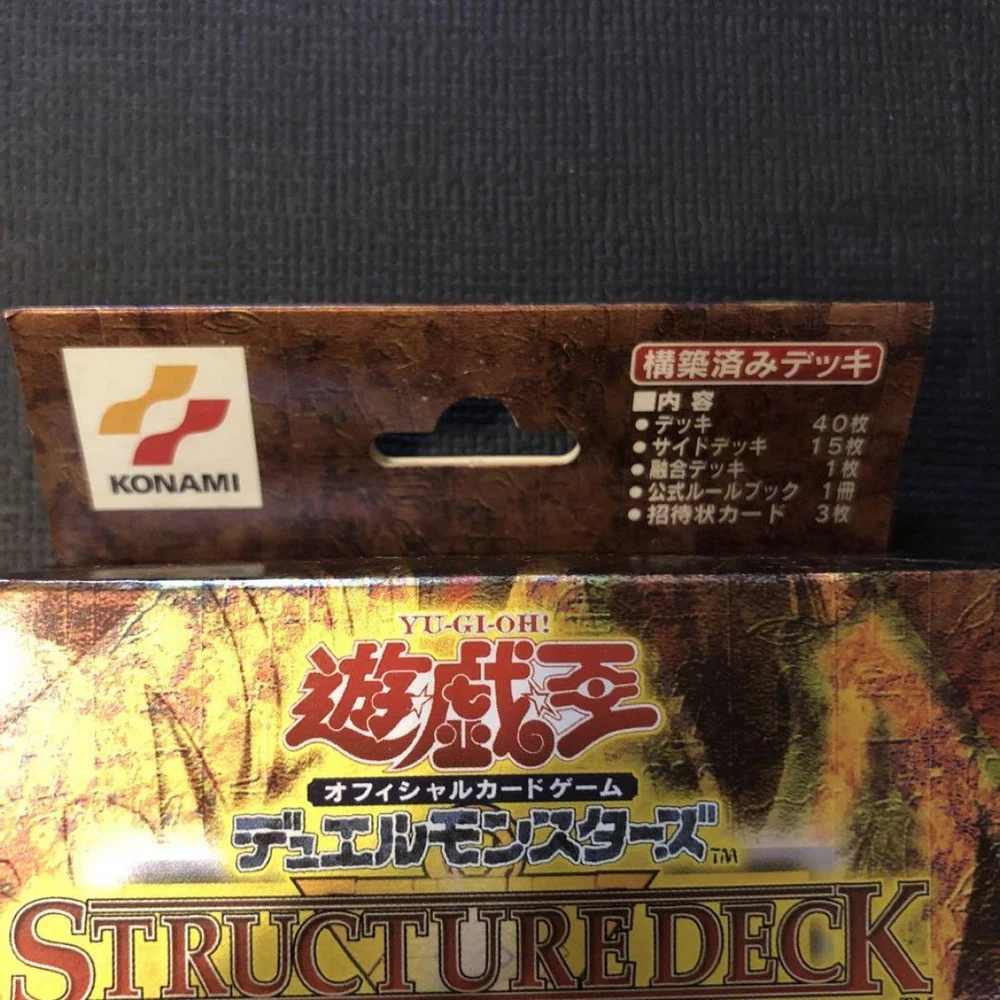 KONAMI
構築済みデッキ
■内容
●デッキ 40枚
●サイドデッキ 15枚
●融合デッキ 1枚
●公式ルールブック 1冊
●招待状カード 3枚
YU-GI-OH!
遊戯王
オフィシャルカードゲーム
デュエルモンスターズ™
STRUCTURE DECK